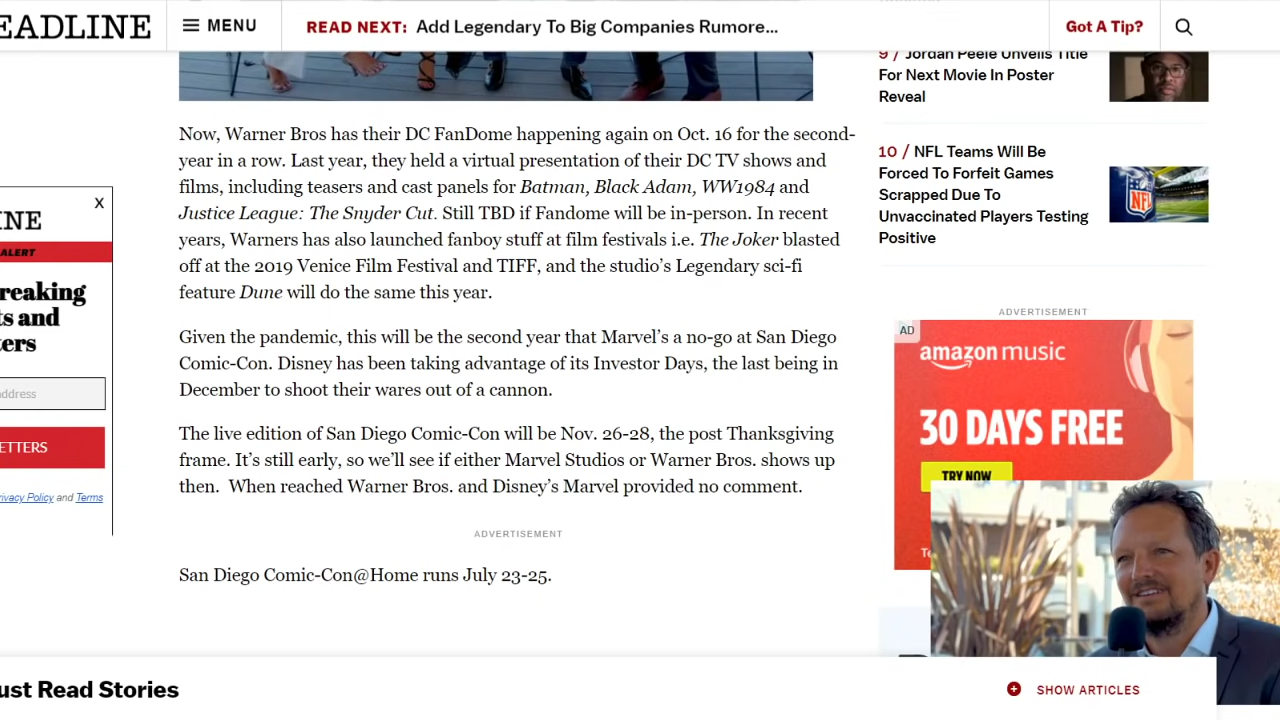 EADLINE
MENU
READ NEXT: Add Legendary To Big Companies Rumore...
Got A Tip?
Now, Warner Bros has their DC FanDome happening again on Oct. 16 for the second-
year in a row. Last year, they held a virtual presentation of their DC TV shows and
films, including teasers and cast panels for Batman, Black Adam, WW1984 and
Justice League: The Snyder Cut. Still TBD if Fandome will be in-person. In recent
years, Warners has also launched fanboy stuff at film festivals i.e. The Joker blasted
off at the 2019 Venice Film Festival and TIFF, and the studio's Legendary sci-fi
feature Dune will do the same this year.
Given the pandemic, this will be the second year that Marvel's a no-go at San Diego
Comic-Con. Disney has been taking advantage of its Investor Days, the last being in
December to shoot their wares out of a cannon.
The live edition of San Diego Comic-Con will be Nov. 26-28, the post Thanksgiving
frame. It's still early, so we'll see if either Marvel Studios or Warner Bros. shows up
then. When reached Warner Bros. and Disney's Marvel provided no comment.
ADVERTISEMENT
San Diego Comic-Con@Home runs July 23-25.
X
INE
ALERT
reaking
ts and
ters
ddress
ETTERS
rivacy Policy and Terms
9 / Jordan Peele Unveils Title
For Next Movie In Poster
Reveal
10 / NFL Teams Will Be
Forced To Forfeit Games
Scrapped Due To
Unvaccinated Players Testing
Positive
NFL
ADVERTISEMENT
AD
amazon music
30 DAYS FREE
TRY NOW
Te
ust Read Stories
SHOW ARTICLES